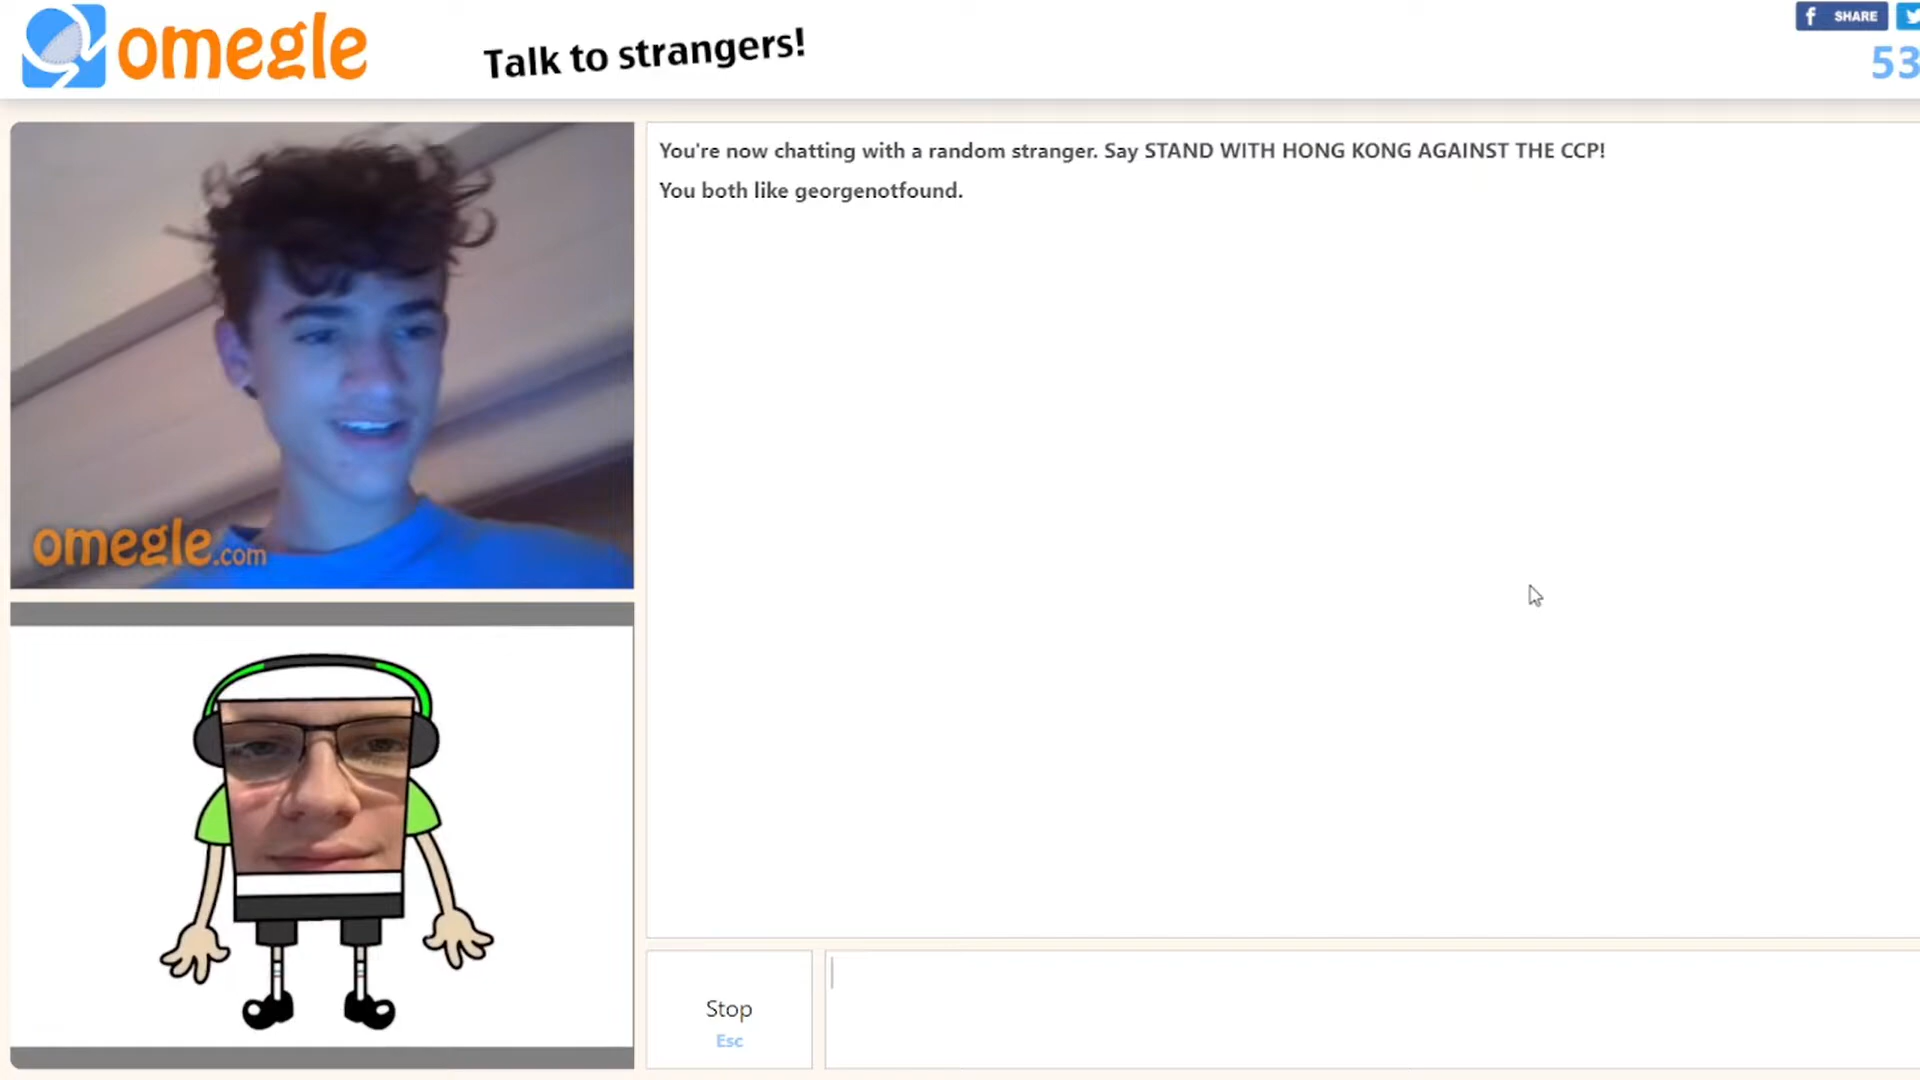 omegle
Talk to strangers!
f SHARE
53
You're now chatting with a random stranger. Say STAND WITH HONG KONG AGAINST THE CCP!
You both like georgenotfound.
omegle.com
Stop
Esc